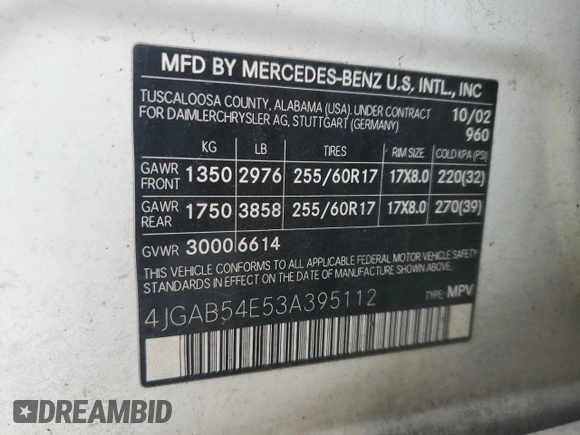 MFD BY MERCEDES-BENZ U.S. INTL., INC
TUSCALOOSA COUNTY, ALABAMA (USA). UNDER CONTRACT 10/02
FOR DAIMLERCHRYSLER AG, STUTTGART (GERMANY) 960
KG LB TIRES RIM SIZE COLD KPA (PSI)
GAWR FRONT 1350 2976 255/60R17 17X8.0 220(32)
GAWR REAR 1750 3858 255/60R17 17X8.0 270(39)
GVWR 3000 6614
THIS VEHICLE CONFORMS TO ALL APPLICABLE FEDERAL MOTOR VEHICLE SAFETY
STANDARDS IN EFFECT ON THE DATE OF MANUFACTURE SHOWN ABOVE.
4JGAB54E53A395112 TYPE: MPV
DREAMBID